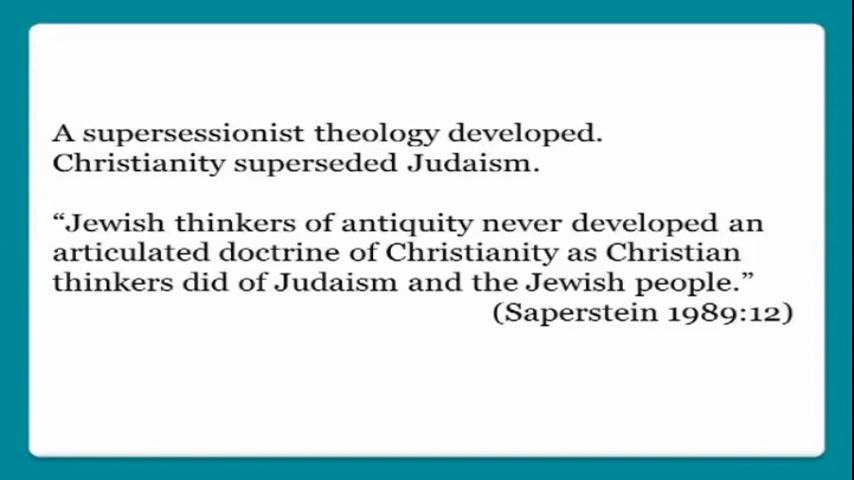 A supersessionist theology developed.
Christianity superseded Judaism.
“Jewish thinkers of antiquity never developed an
articulated doctrine of Christianity as Christian
thinkers did of Judaism and the Jewish people.”
(Saperstein 1989:12)